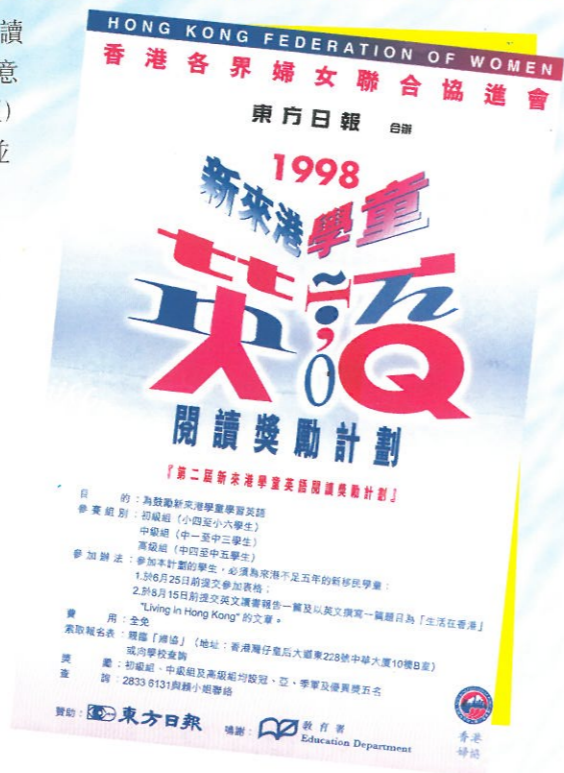 讀
意
)
並
HONG KONG FEDERATION OF WOMEN
香港各界婦女聯合協進會
東方日報 合辦
1998
新來港學童
英語
閱讀獎勵計劃
『第二屆新來港學童英語閱讀獎勵計劃』
目的：為鼓勵新來港學童學習英語
參賽組別：初級組（小四至小六學生）
中級組（中一至中三學生）
高級組（中四至中五學生）
參加辦法：參加本計劃的學生，必須為來港不足五年的新移民學童；
1.於6月25日前提交參加表格；
2.於8月15日前提交英文讀書報告一篇及以英文撰寫一篇題目為「生活在香港」
"Living in Hong Kong" 的文章。
費用：全免
索取報名表：親臨「婦協」（地址：香港灣仔皇后大道東228號中華大廈10樓B室）
或向學校查詢
獎勵：初級組、中級組及高級組均設冠、亞、季軍及優異獎五名
查詢：2833 6131與賴小姐聯絡
贊助：東方日報 鳴謝：教育署
Education Department
香港
婦協